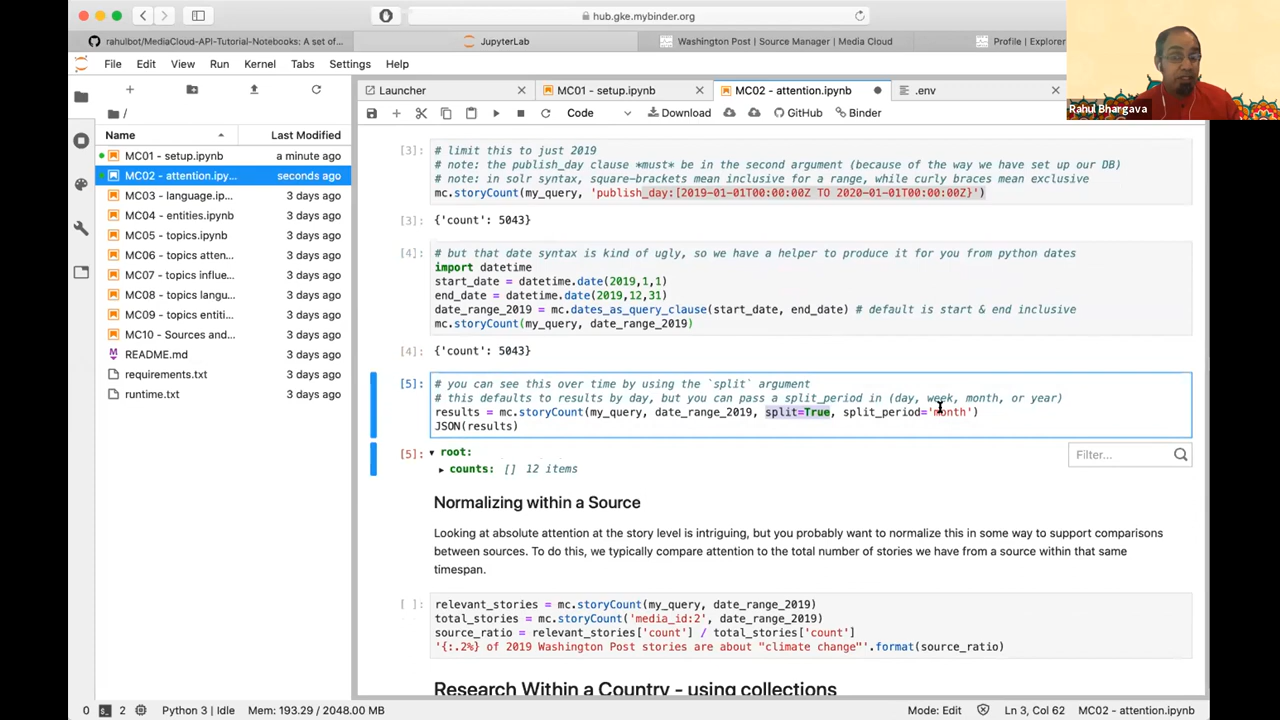 hub.gke.mybinder.org
rahulbot/MediaCloud-API-Tutorial-Notebooks: A set of...
JupyterLab
Washington Post | Source Manager | Media Cloud
Profile | Explorer
File Edit View Run Kernel Tabs Settings Help
Rahul Bhargava
Launcher
MC01 - setup.ipynb
MC02 - attention.ipynb
.env
Code
Download
GitHub
Binder
/
Name
Last Modified
MC01 - setup.ipynb a minute ago
MC02 - attention.ipy... seconds ago
MC03 - language.ip... 3 days ago
MC04 - entities.ipynb 3 days ago
MC05 - topics.ipynb 3 days ago
MC06 - topics atten... 3 days ago
MC07 - topics influe... 3 days ago
MC08 - topics langu... 3 days ago
MC09 - topics entiti... 3 days ago
MC10 - Sources and... 3 days ago
README.md 3 days ago
requirements.txt 3 days ago
runtime.txt 3 days ago
[3]: # limit this to just 2019
# note: the publish_day clause *must* be in the second argument (because of the way we have set up our DB)
# note: in solr syntax, square-brackets mean inclusive for a range, while curly braces mean exclusive
mc.storyCount(my_query, 'publish_day:[2019-01-01T00:00:00Z TO 2020-01-01T00:00:00Z}')
[3]: {'count': 5043}
[4]: # but that date syntax is kind of ugly, so we have a helper to produce it for you from python dates
import datetime
start_date = datetime.date(2019,1,1)
end_date = datetime.date(2019,12,31)
date_range_2019 = mc.dates_as_query_clause(start_date, end_date) # default is start & end inclusive
mc.storyCount(my_query, date_range_2019)
[4]: {'count': 5043}
[5]: # you can see this over time by using the `split` argument
# this defaults to results by day, but you can pass a split_period in (day, week, month, or year)
results = mc.storyCount(my_query, date_range_2019, split=True, split_period='month')
JSON(results)
[5]: root:
counts: [] 12 items
Filter...
Normalizing within a Source
Looking at absolute attention at the story level is intriguing, but you probably want to normalize this in some way to support comparisons
between sources. To do this, we typically compare attention to the total number of stories we have from a source within that same
timespan.
[ ]: relevant_stories = mc.storyCount(my_query, date_range_2019)
total_stories = mc.storyCount('media_id:2', date_range_2019)
source_ratio = relevant_stories['count'] / total_stories['count']
'{:.2%} of 2019 Washington Post stories are about "climate change"'.format(source_ratio)
Research Within a Country - using collections
0 2 Python 3 | Idle Mem: 193.29 / 2048.00 MB Mode: Edit Ln 3, Col 62 MC02 - attention.ipynb